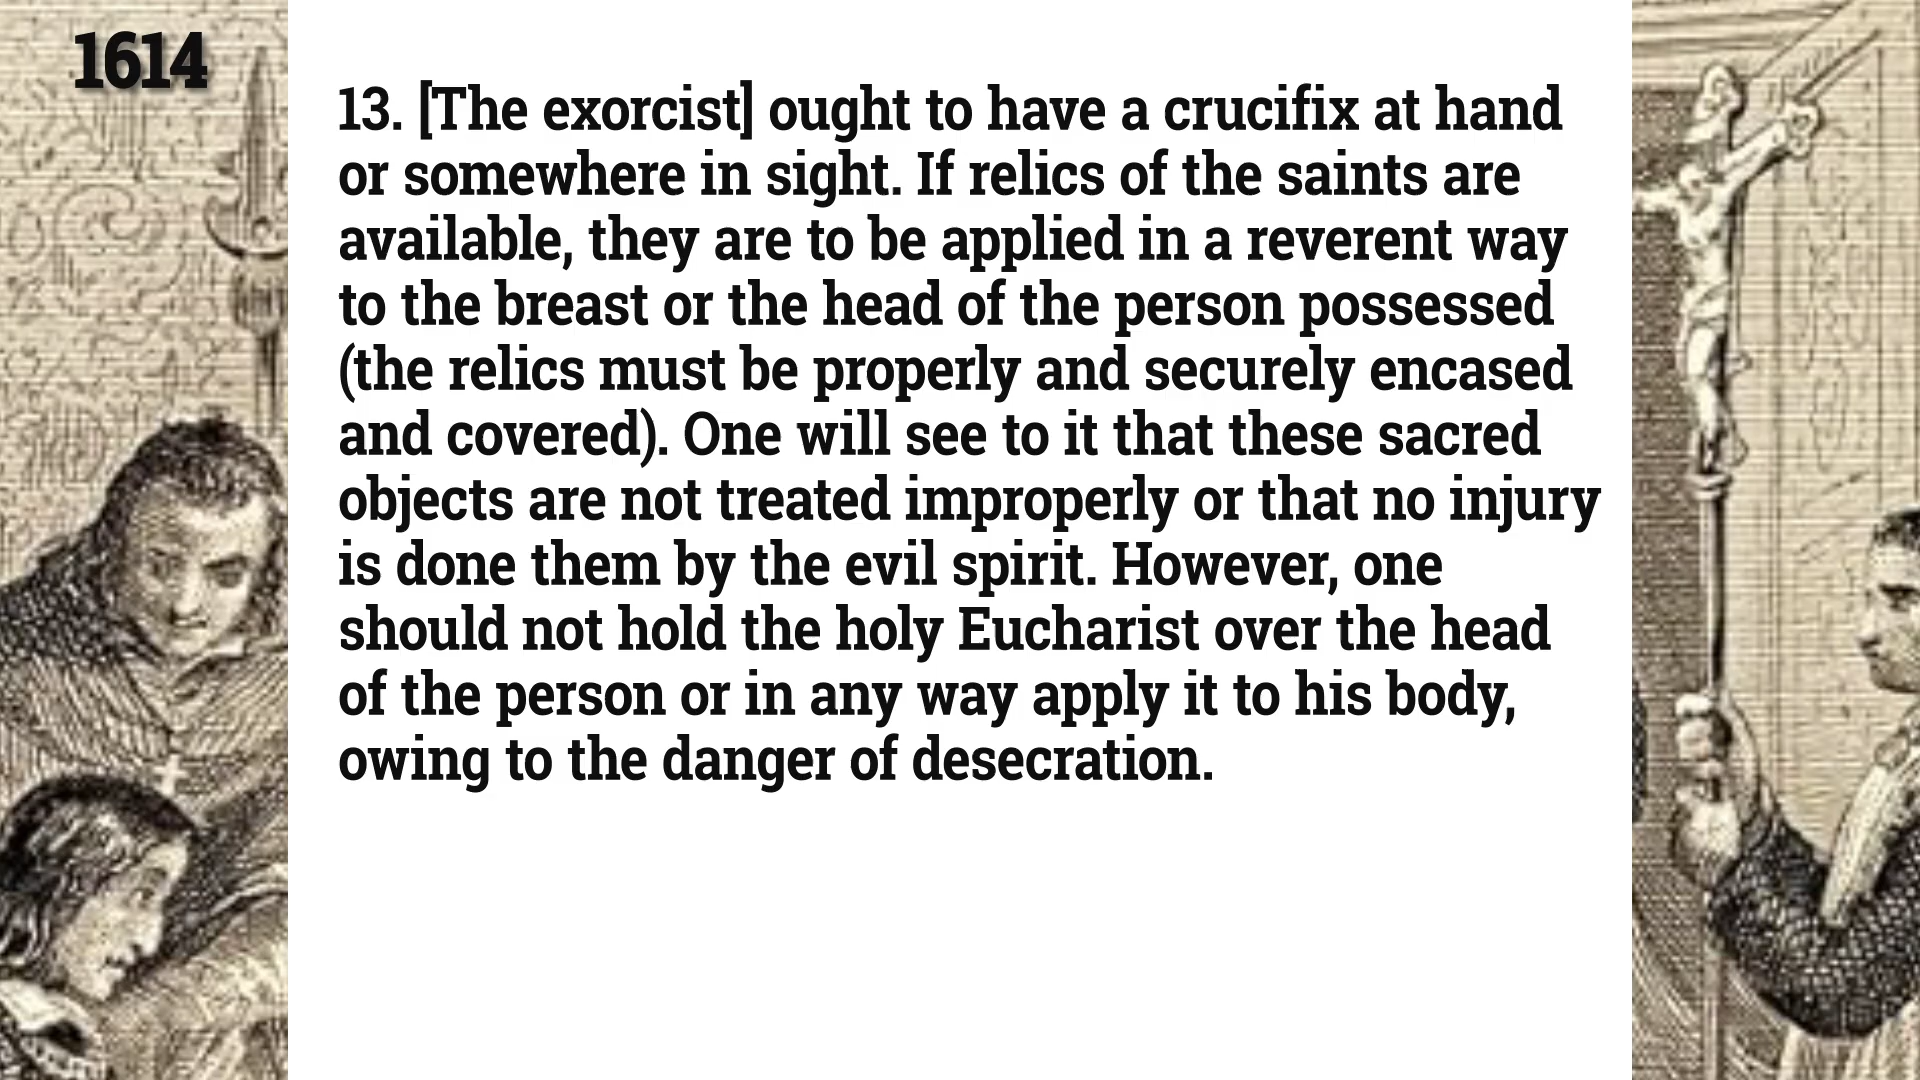 1614
13. [The exorcist] ought to have a crucifix at hand
or somewhere in sight. If relics of the saints are
available, they are to be applied in a reverent way
to the breast or the head of the person possessed
(the relics must be properly and securely encased
and covered). One will see to it that these sacred
objects are not treated improperly or that no injury
is done them by the evil spirit. However, one
should not hold the holy Eucharist over the head
of the person or in any way apply it to his body,
owing to the danger of desecration.